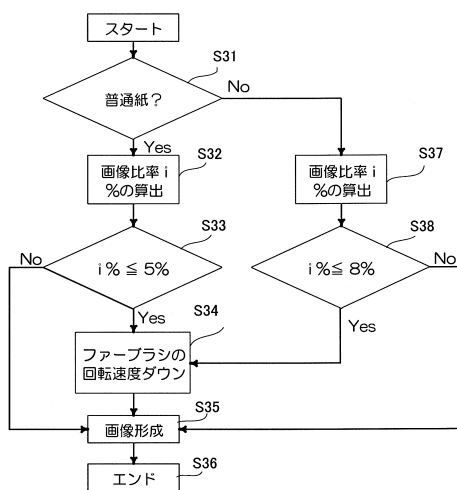 スタート
S31
普通紙？
No
Yes
S32
画像比率i
%の算出
S37
画像比率i
%の算出
S33
i% ≦ 5%
No
S38
i%≦ 8%
No
Yes
Yes
S34
ファーブラシの
回転速度ダウン
S35
画像形成
S36
エンド